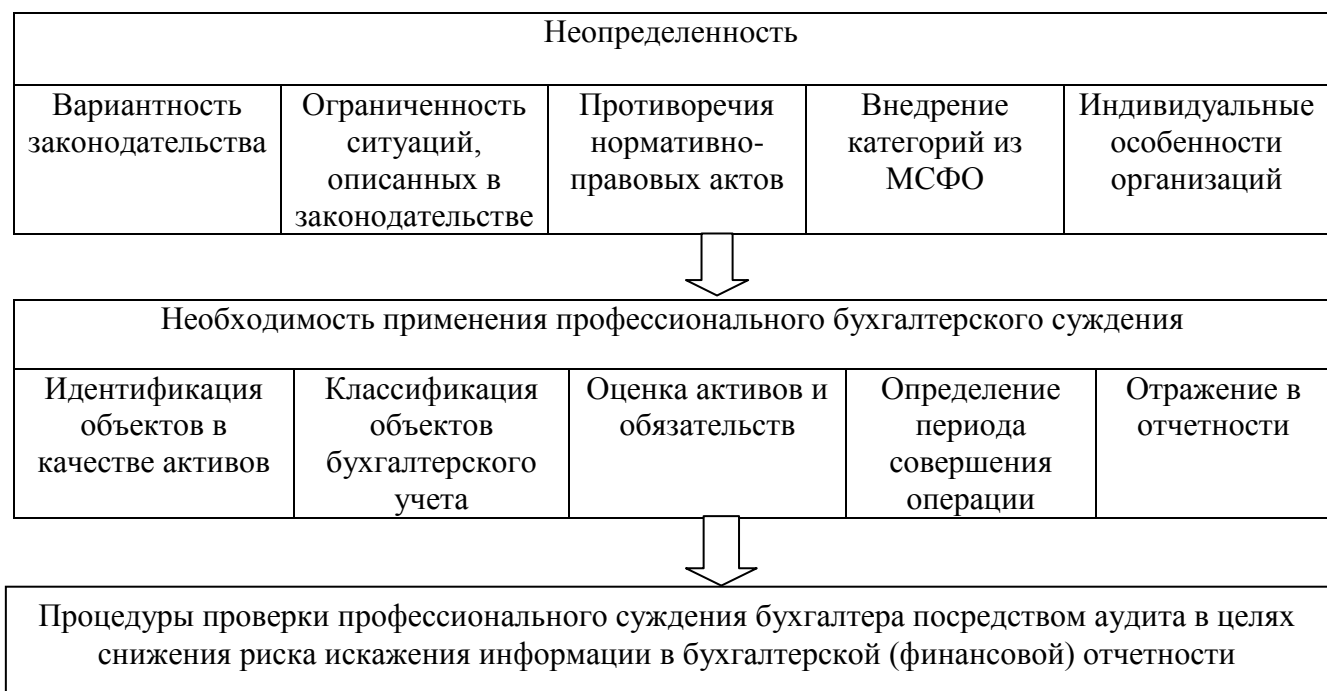 Неопределенность
Вариантность
законодательства
Ограниченность
ситуаций,
описанных в
законодательстве
Противоречия
нормативно-
правовых актов
Внедрение
категорий из
МСФО
Индивидуальные
особенности
организаций
Необходимость применения профессионального бухгалтерского суждения
Идентификация
объектов в
качестве активов
Классификация
объектов
бухгалтерского
учета
Оценка активов и
обязательств
Определение
периода
совершения
операции
Отражение в
отчетности
Процедуры проверки профессионального суждения бухгалтера посредством аудита в целях
снижения риска искажения информации в бухгалтерской (финансовой) отчетности